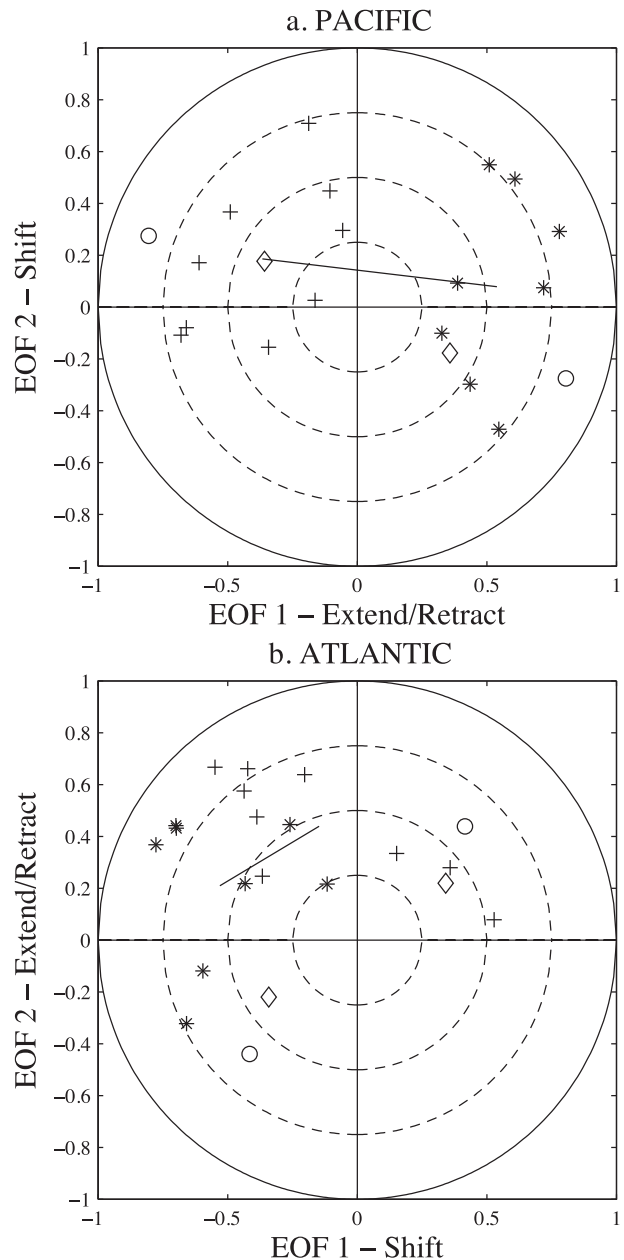 a. PACIFIC
1
0.8
0.6
0.4
0.2
0
−0.2
−0.4
−0.6
−0.8
−1
−1 −0.5 0 0.5 1
EOF 2 – Shift
EOF 1 – Extend/Retract
b. ATLANTIC
1
0.8
0.6
0.4
0.2
0
−0.2
−0.4
−0.6
−0.8
−1
−1 −0.5 0 0.5 1
EOF 2 – Extend/Retract
EOF 1 – Shift